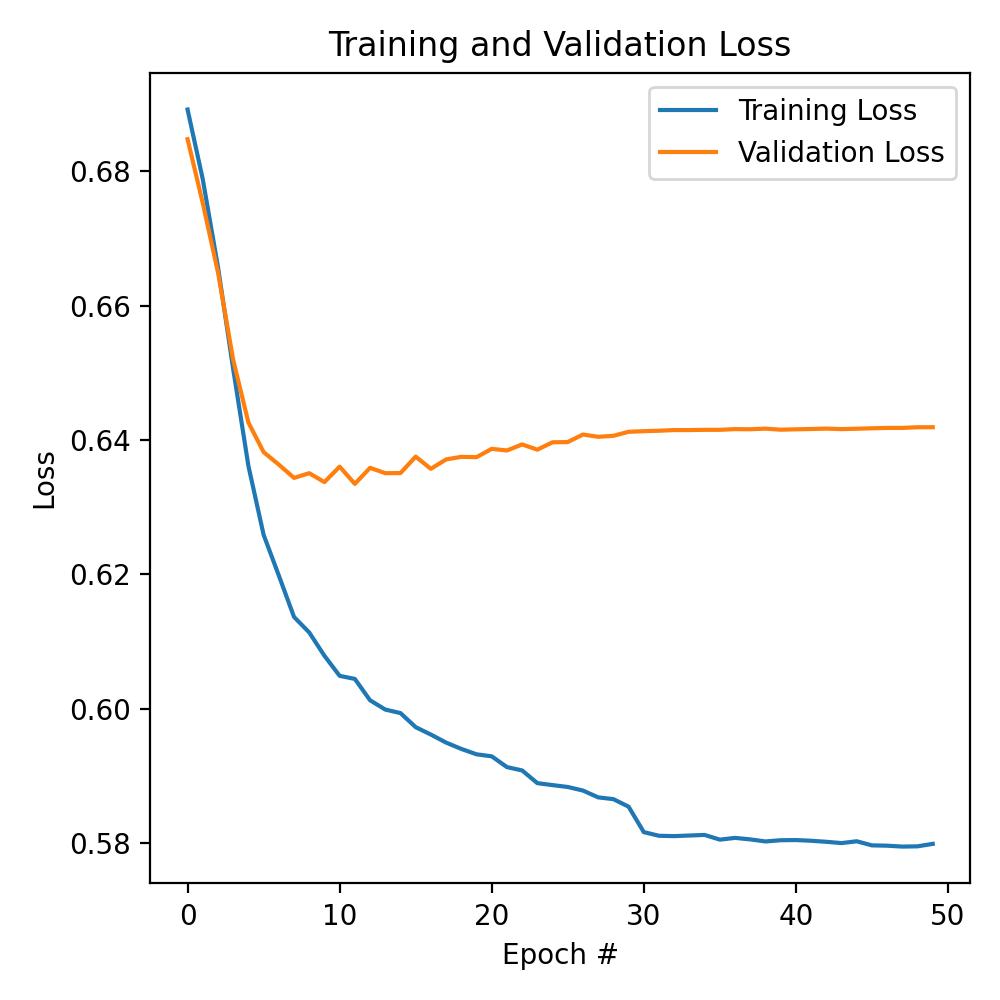 Training and Validation Loss
Training Loss
Validation Loss
0.68
0.66
0.64
0.62
0.60
0.58
Loss
0 10 20 30 40 50
Epoch #